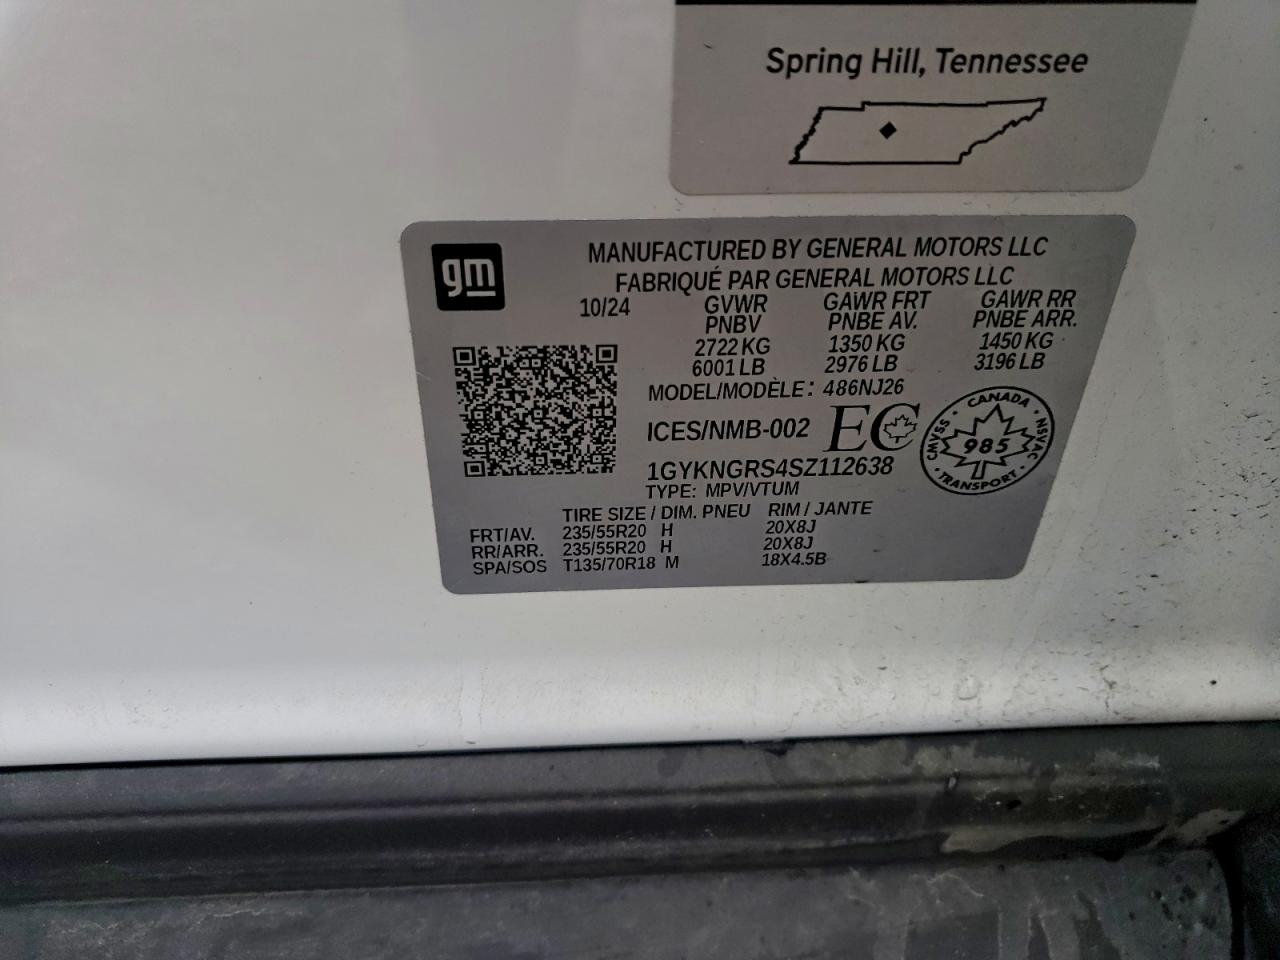 Spring Hill, Tennessee
gm
MANUFACTURED BY GENERAL MOTORS LLC
FABRIQUÉ PAR GENERAL MOTORS LLC
10/24 GVWR GAWR FRT GAWR RR
PNBV PNBE AV. PNBE ARR.
2722 KG 1350 KG 1450 KG
6001 LB 2976 LB 3196 LB
MODEL/MODÈLE: 486NJ26
ICES/NMB-002 EC
CANADA
CMVSS 985 NSVAC
TRANSPORT
1GYKNGRS4SZ112638
TYPE: MPV/VTUM
TIRE SIZE / DIM. PNEU RIM / JANTE
FRT/AV. 235/55R20 H 20X8J
RR/ARR. 235/55R20 H 20X8J
SPA/SOS T135/70R18 M 18X4.5B